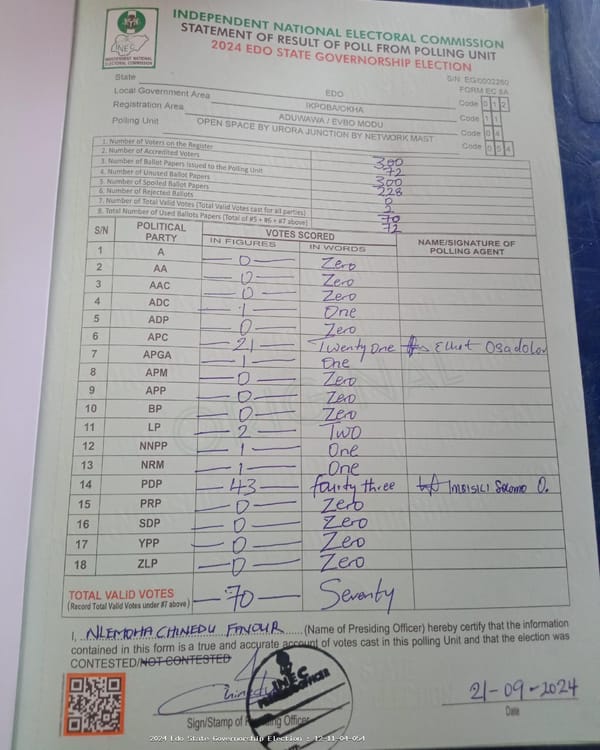 INDEPENDENT NATIONAL ELECTORAL COMMISSION
STATEMENT OF RESULT OF POLL FROM POLLING UNIT
2024 EDO STATE GOVERNORSHIP ELECTION
INEC
INDEPENDENT NATIONAL ELECTORAL COMMISSION
S/N: EG/0002260
FORM EC 8A
State EDO Code 0 1 2
Local Government Area IKPOBA/OKHA Code 1 1
Registration Area ADUWAWA / EVBO MODU Code 0 4
Polling Unit OPEN SPACE BY URORA JUNCTION BY NETWORK MAST Code 0 5 4
1. Number of Voters on the Register 300
2. Number of Accredited Voters 72
3. Number of Ballot Papers Issued to the Polling Unit 300
4. Number of Unused Ballot Papers 228
5. Number of Spoiled Ballot Papers 0
6. Number of Rejected Ballots 2
7. Number of Total Valid Votes (Total Valid Votes cast for all parties) 70
8. Total Number of Used Ballots Papers (Total of #5 + #6 + #7 above) 72
S/N POLITICAL PARTY VOTES SCORED NAME/SIGNATURE OF POLLING AGENT
IN FIGURES IN WORDS
1 A 0 Zero
2 AA 0 Zero
3 AAC 0 Zero
4 ADC 1 One
5 ADP 0 Zero
6 APC 21 Twenty One Elliot Osadolor
7 APGA 1 One
8 APM 0 Zero
9 APP 0 Zero
10 BP 0 Zero
11 LP 2 Two
12 NNPP 1 One
13 NRM 1 One
14 PDP 43 fourty three Solomo O.
15 PRP 0 Zero
16 SDP 0 Zero
17 YPP 0 Zero
18 ZLP 0 Zero
ORIGINAL
TOTAL VALID VOTES 70 Seventy
(Record Total Valid Votes under #7 above)
I, NLEMOHA CHINEDU FAVOUR (Name of Presiding Officer) hereby certify that the information
contained in this form is a true and accurate account of votes cast in this polling Unit and that the election was
CONTESTED/NOT CONTESTED
Chinedu
INEC
PRESIDING OFFICER
21-09-2024
Sign/Stamp of Presiding Officer
Date
2024 Edo State Governorship Election : 12-11-04-054